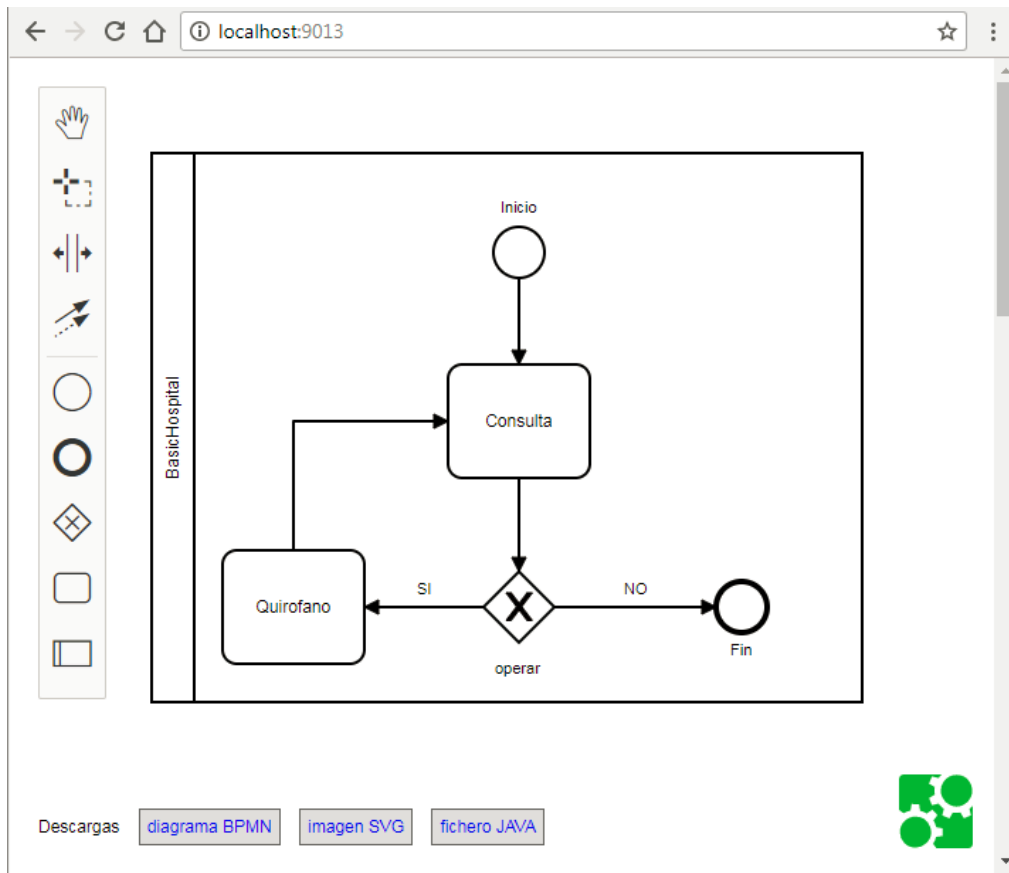 localhost:9013
Inicio
BasicHospital
Consulta
Quirofano
SI
X
NO
operar
Fin
Descargas diagrama BPMN imagen SVG fichero JAVA